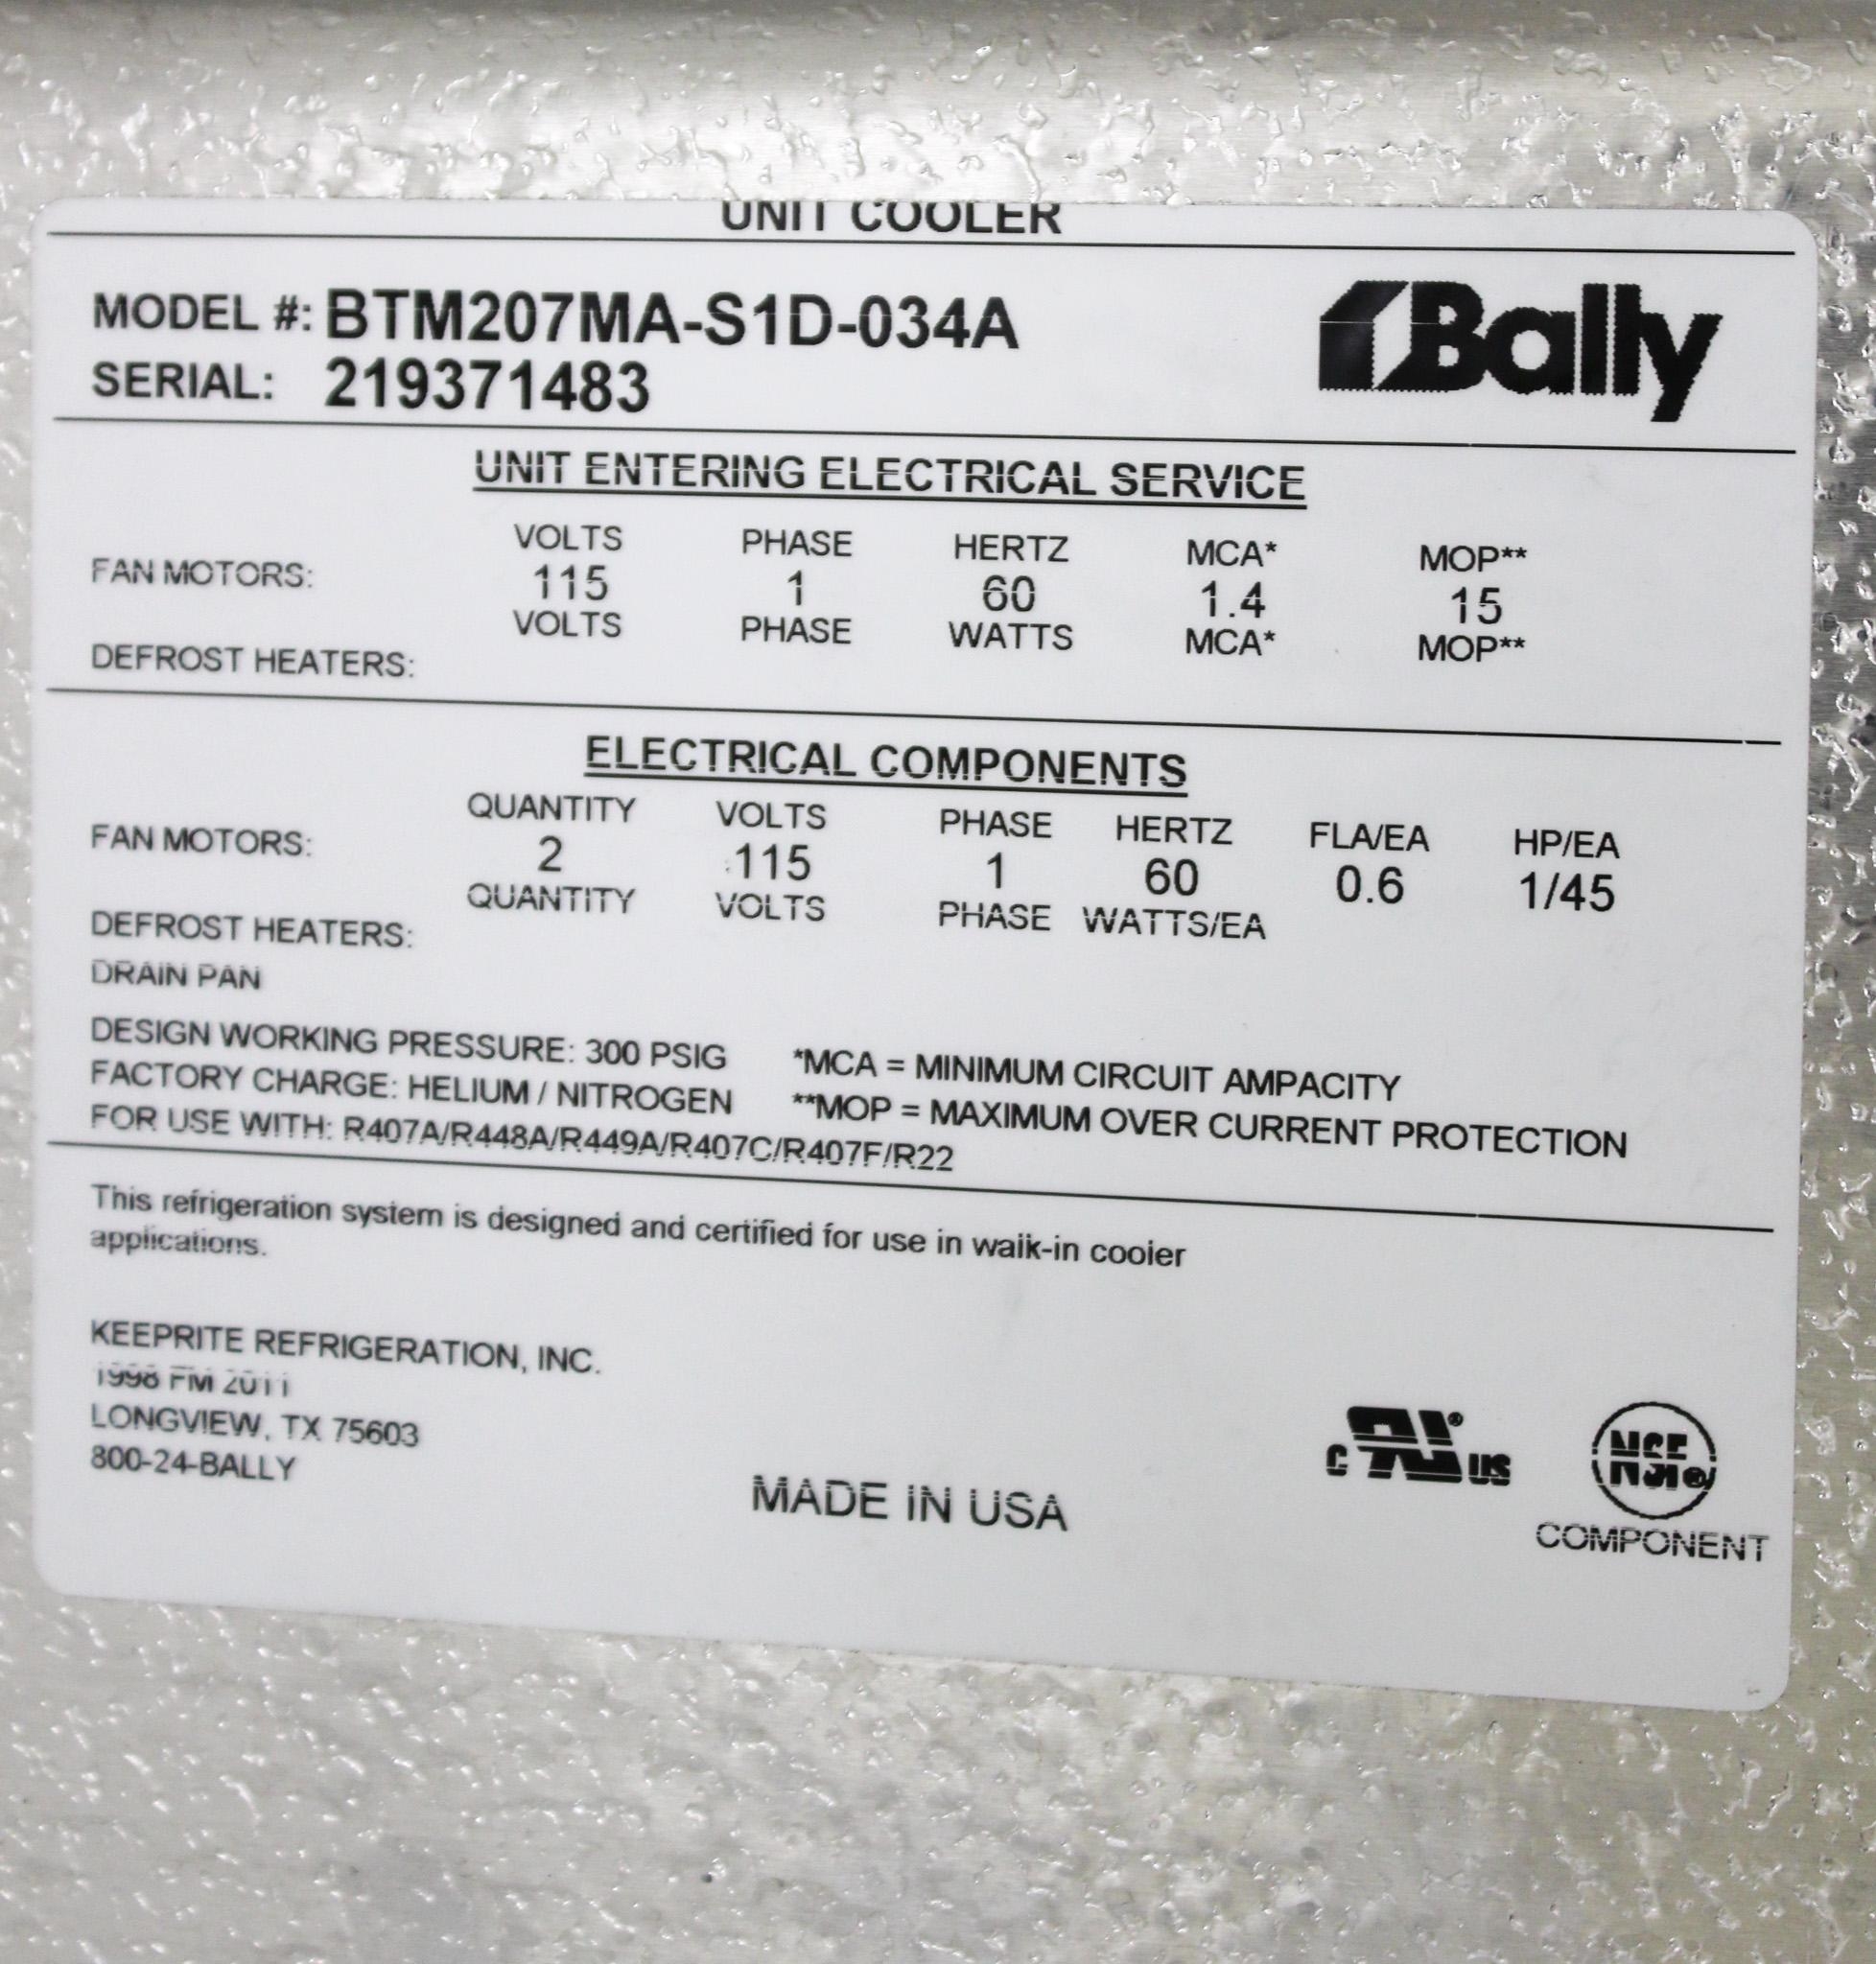 UNIT COOLER
MODEL #: BTM207MA-S1D-034A
SERIAL: 219371483
Bally
UNIT ENTERING ELECTRICAL SERVICE
VOLTS PHASE HERTZ MCA* MOP**
FAN MOTORS: 115 1 60 1.4 15
VOLTS PHASE WATTS MCA* MOP**
DEFROST HEATERS:
ELECTRICAL COMPONENTS
QUANTITY VOLTS PHASE HERTZ FLA/EA HP/EA
FAN MOTORS: 2 115 1 60 0.6 1/45
QUANTITY VOLTS PHASE WATTS/EA
DEFROST HEATERS:
DRAIN PAN
DESIGN WORKING PRESSURE: 300 PSIG *MCA = MINIMUM CIRCUIT AMPACITY
FACTORY CHARGE: HELIUM / NITROGEN **MOP = MAXIMUM OVER CURRENT PROTECTION
FOR USE WITH: R407A/R448A/R449A/R407C/R407F/R22
This refrigeration system is designed and certified for use in walk-in cooler
applications.
KEEPRITE REFRIGERATION, INC.
1998 FM 2011
LONGVIEW, TX 75603
800-24-BALLY
MADE IN USA
C RU® US
NSF®
COMPONENT